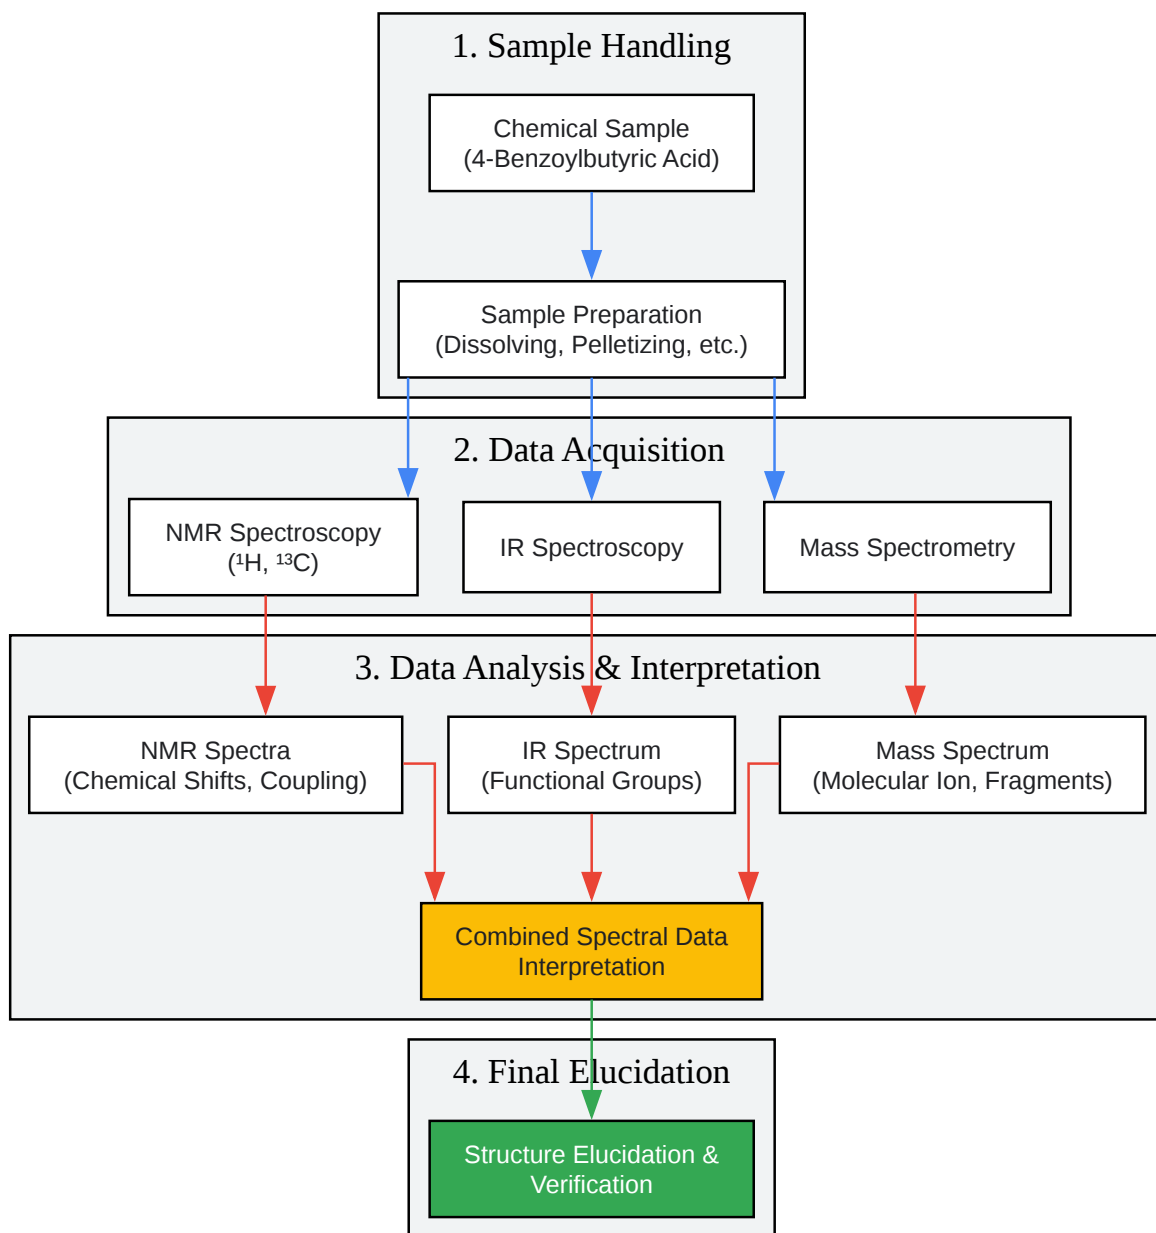 1. Sample Handling
Chemical Sample
(4-Benzoylbutyric Acid)
Sample Preparation
(Dissolving, Pelletizing, etc.)
2. Data Acquisition
NMR Spectroscopy
(¹H, ¹³C)
IR Spectroscopy
Mass Spectrometry
3. Data Analysis & Interpretation
NMR Spectra
(Chemical Shifts, Coupling)
IR Spectrum
(Functional Groups)
Mass Spectrum
(Molecular Ion, Fragments)
Combined Spectral Data
Interpretation
4. Final Elucidation
Structure Elucidation &
Verification